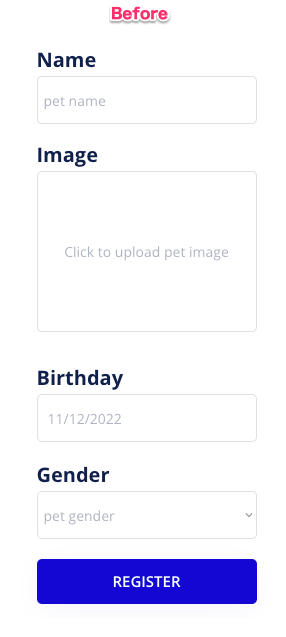 Before
Name
pet name
Image
Click to upload pet image
Birthday
11/12/2022
Gender
pet gender
REGISTER